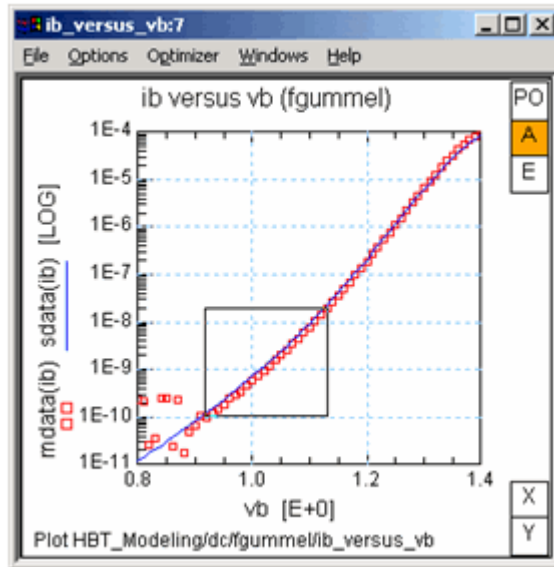 ib_versus_vb:7
File Options Optimizer Windows Help
ib versus vb (fgummel)
PO
A
E
1E-4
1E-5
1E-6
1E-7
1E-8
1E-9
1E-10
1E-11
mdata(ib) sdata(ib) [LOG]
0.8 1.0 1.2 1.4
vb [E+0]
X
Y
Plot HBT_Modeling/dc/fgummel/ib_versus_vb